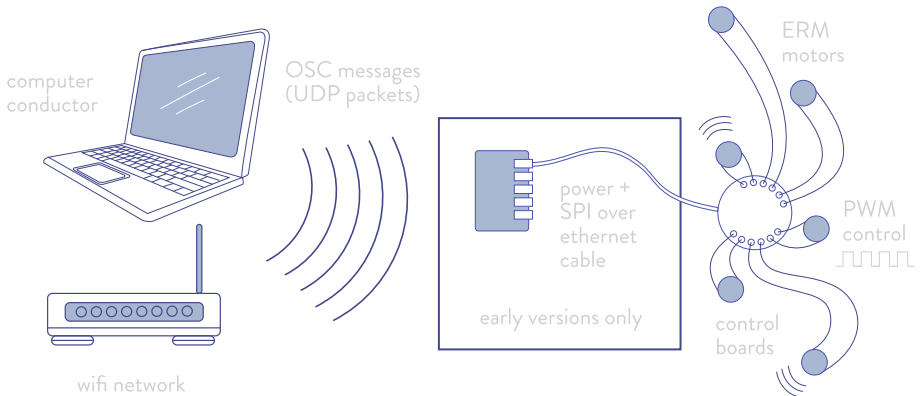 computer
conductor
OSC messages
(UDP packets)
wifi network
power +
SPI over
ethernet
cable
early versions only
ERM
motors
PWM
control
control
boards